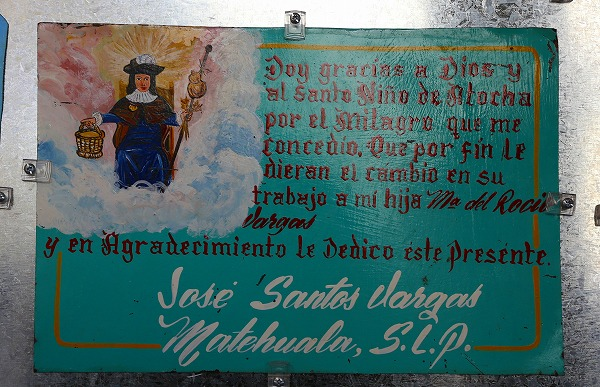 Doy gracias a Dios y
al Santo Niño de Atocha
por el Milagro que me
concedio, Que por fin le
dieran el cambio en su
trabajo a mi hija Ma del Rocio
Vargas
y en Agradecimiento le Dedico este Presente.
José Santos Vargas
Matehuala, S.L.P.